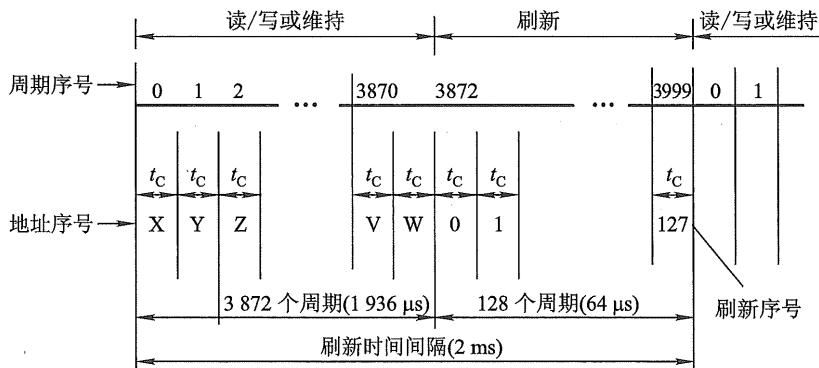 读/写或维持 刷新 读/写或维持
周期序号 0 1 2 ··· 3870 3872 ··· 3999 0 1
tC tC tC tC tC tC tC tC
地址序号 X Y Z V W 0 1 127
3 872 个周期(1 936 μs) 128 个周期(64 μs) 刷新序号
刷新时间间隔(2 ms)